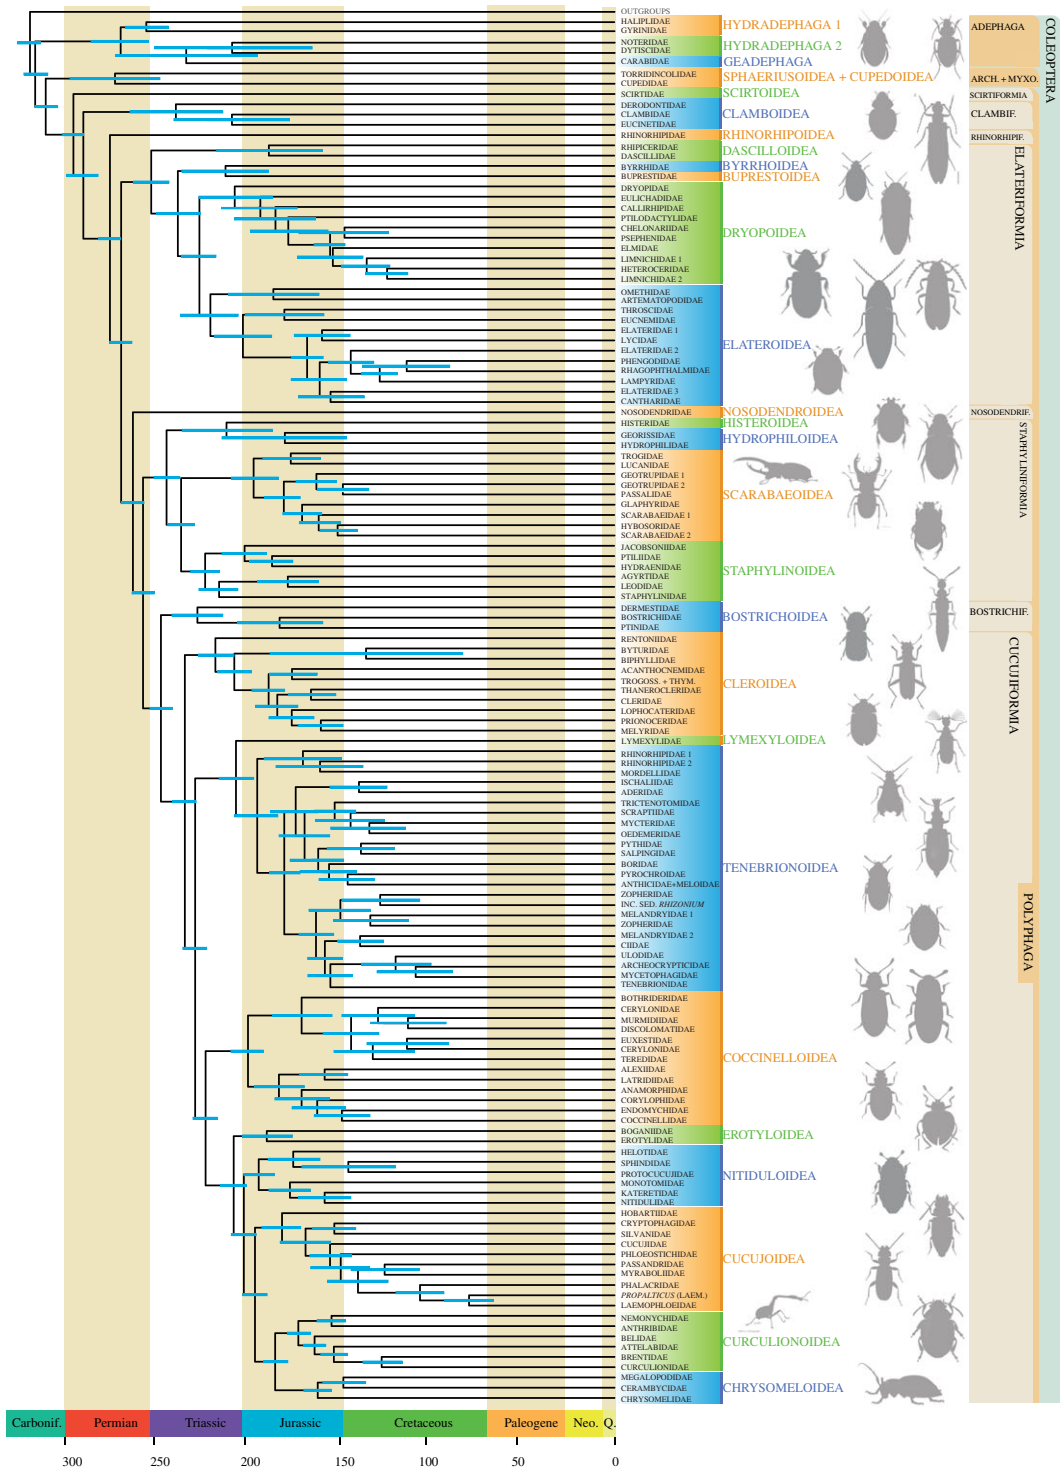 OUTGROUPS
HALIPLIDAE
GYRINIDAE
HYDRADEPHAGA 1
NOTERIDAE
DYTISCIDAE
HYDRADEPHAGA 2
CARABIDAE
GEADEPHAGA
TORRIDINCOLIDAE
CUPEDIDAE
SPHAERIUSOIDEA + CUPEDOIDEA
SCIRTIDAE
SCIRTOIDEA
DERODONTIDAE
CLAMBIDAE
EUCINETIDAE
CLAMBOIDEA
RHINORHIPIDAE
RHINORHIPOIDEA
RHIPICERIDAE
DASCILLIDAE
DASCILLOIDEA
BYRRHIDAE
BYRRHOIDEA
BUPRESTIDAE
BUPRESTOIDEA
DRYOPIDAE
EULICHADIDAE
CALLIRHIPIDAE
PTILODACTYLIDAE
CHELONARIIDAE
PSEPHENIDAE
ELMIDAE
LIMNICHIDAE 1
HETEROCERIDAE
LIMNICHIDAE 2
DRYOPOIDEA
OMETHIDAE
ARTEMATOPODIDAE
THROSCIDAE
EUCNEMIDAE
ELATERIDAE 1
LYCIDAE
ELATERIDAE 2
PHENGODIDAE
RHAGOPHTHALMIDAE
LAMPYRIDAE
ELATERIDAE 3
CANTHARIDAE
ELATEROIDEA
NOSODENDRIDAE
NOSODENDROIDEA
HISTERIDAE
HISTEROIDEA
GEORISSIDAE
HYDROPHILIDAE
HYDROPHILOIDEA
TROGIDAE
LUCANIDAE
GEOTRUPIDAE 1
GEOTRUPIDAE 2
PASSALIDAE
GLAPHYRIDAE
SCARABAEIDAE 1
HYBOSORIDAE
SCARABAEIDAE 2
SCARABAEOIDEA
JACOBSONIIDAE
PTILIIDAE
HYDRAENIDAE
AGYRTIDAE
LEODIDAE
STAPHYLINIDAE
STAPHYLINOIDEA
DERMESTIDAE
BOSTRICHIDAE
PTINIDAE
BOSTRICHOIDEA
RENTONIIDAE
BYTURIDAE
BIPHYLLIDAE
ACANTHOCNEMIDAE
TROGOSS. + THYM.
THANEROCLERIDAE
CLERIDAE
LOPHOCATERIDAE
PRIONOCERIDAE
MELYRIDAE
CLEROIDEA
LYMEXYLIDAE
LYMEXYLOIDEA
RHINORHIPIDAE 1
RHINORHIPIDAE 2
MORDELLIDAE
ISCHALIIDAE
ADERIDAE
TRICTENOTOMIDAE
SCRAPTIIDAE
MYCTERIDAE
OEDEMERIDAE
PYTHIDAE
SALPINGIDAE
BORIDAE
PYROCHROIDAE
ANTHICIDAE+MELOIDAE
ZOPHERIDAE
INC. SED. RHIZONIUM
MELANDRYIDAE 1
ZOPHERIDAE
MELANDRYIDAE 2
CIIDAE
ULODIDAE
ARCHEOCRYPTICIDAE
MYCETOPHAGIDAE
TENEBRIONIDAE
TENEBRIONOIDEA
BOTHRIDERIDAE
CERYLONIDAE
MURMIDIIDAE
DISCOLOMATIDAE
EUXESTIDAE
CERYLONIDAE
TEREDIDAE
ALEXIIDAE
LATRIDIIDAE
ANAMORPHIDAE
CORYLOPHIDAE
ENDOMYCHIDAE
COCCINELLIDAE
COCCINELLOIDEA
BOGANIIDAE
EROTYLIDAE
EROTYLOIDEA
HELOTIDAE
SPHINDIDAE
PROTOCUCUJIDAE
MONOTOMIDAE
KATERETIDAE
NITIDULIDAE
NITIDULOIDEA
HOBARTIIDAE
CRYPTOPHAGIDAE
SILVANIDAE
CUCUJIDAE
PHLOEOSTICHIDAE
PASSANDRIDAE
MYRABOLIIDAE
PHALACRIDAE
PROPALTICUS (LAEM.)
LAEMOPHLOEIDAE
CUCUJOIDEA
NEMONYCHIDAE
ANTHRIBIDAE
BELIDAE
ATTELABIDAE
BRENTIDAE
CURCULIONIDAE
CURCULIONOIDEA
MEGALOPODIDAE
CERAMBYCIDAE
CHRYSOMELIDAE
CHRYSOMELOIDEA
ADEPHAGA
ARCH. + MYXO.
SCIRTIFORMIA
CLAMBIF.
RHINORHIPIF.
ELATERIFORMIA
NOSODENDRIF.
STAPHYLINIFORMIA
BOSTRICHIF.
CUCUJIFORMIA
POLYPHAGA
COLEOPTERA
Carbonif. Permian Triassic Jurassic Cretaceous Paleogene Neo. Q.
300 250 200 150 100 50 0